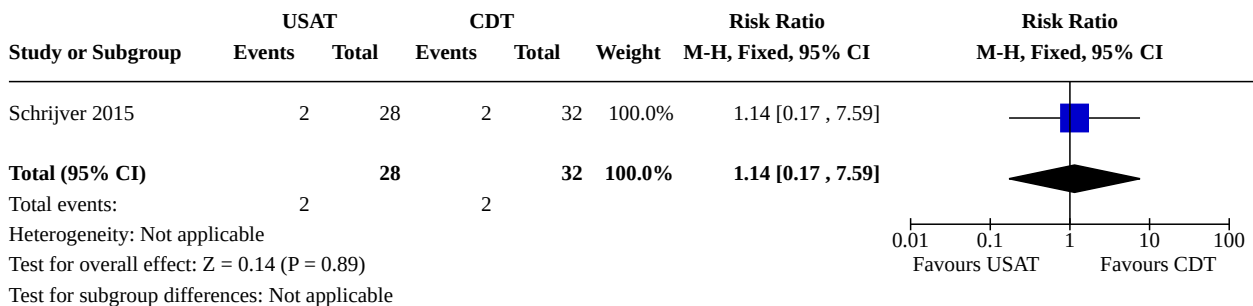 USAT CDT Risk Ratio Risk Ratio
Study or Subgroup Events Total Events Total Weight M-H, Fixed, 95% CI M-H, Fixed, 95% CI
Schrijver 2015 2 28 2 32 100.0% 1.14 [0.17 , 7.59]
Total (95% CI) 28 32 100.0% 1.14 [0.17 , 7.59]
Total events: 2 2
Heterogeneity: Not applicable
0.01 0.1 1 10 100
Test for overall effect: Z = 0.14 (P = 0.89)
Favours USAT Favours CDT
Test for subgroup differences: Not applicable